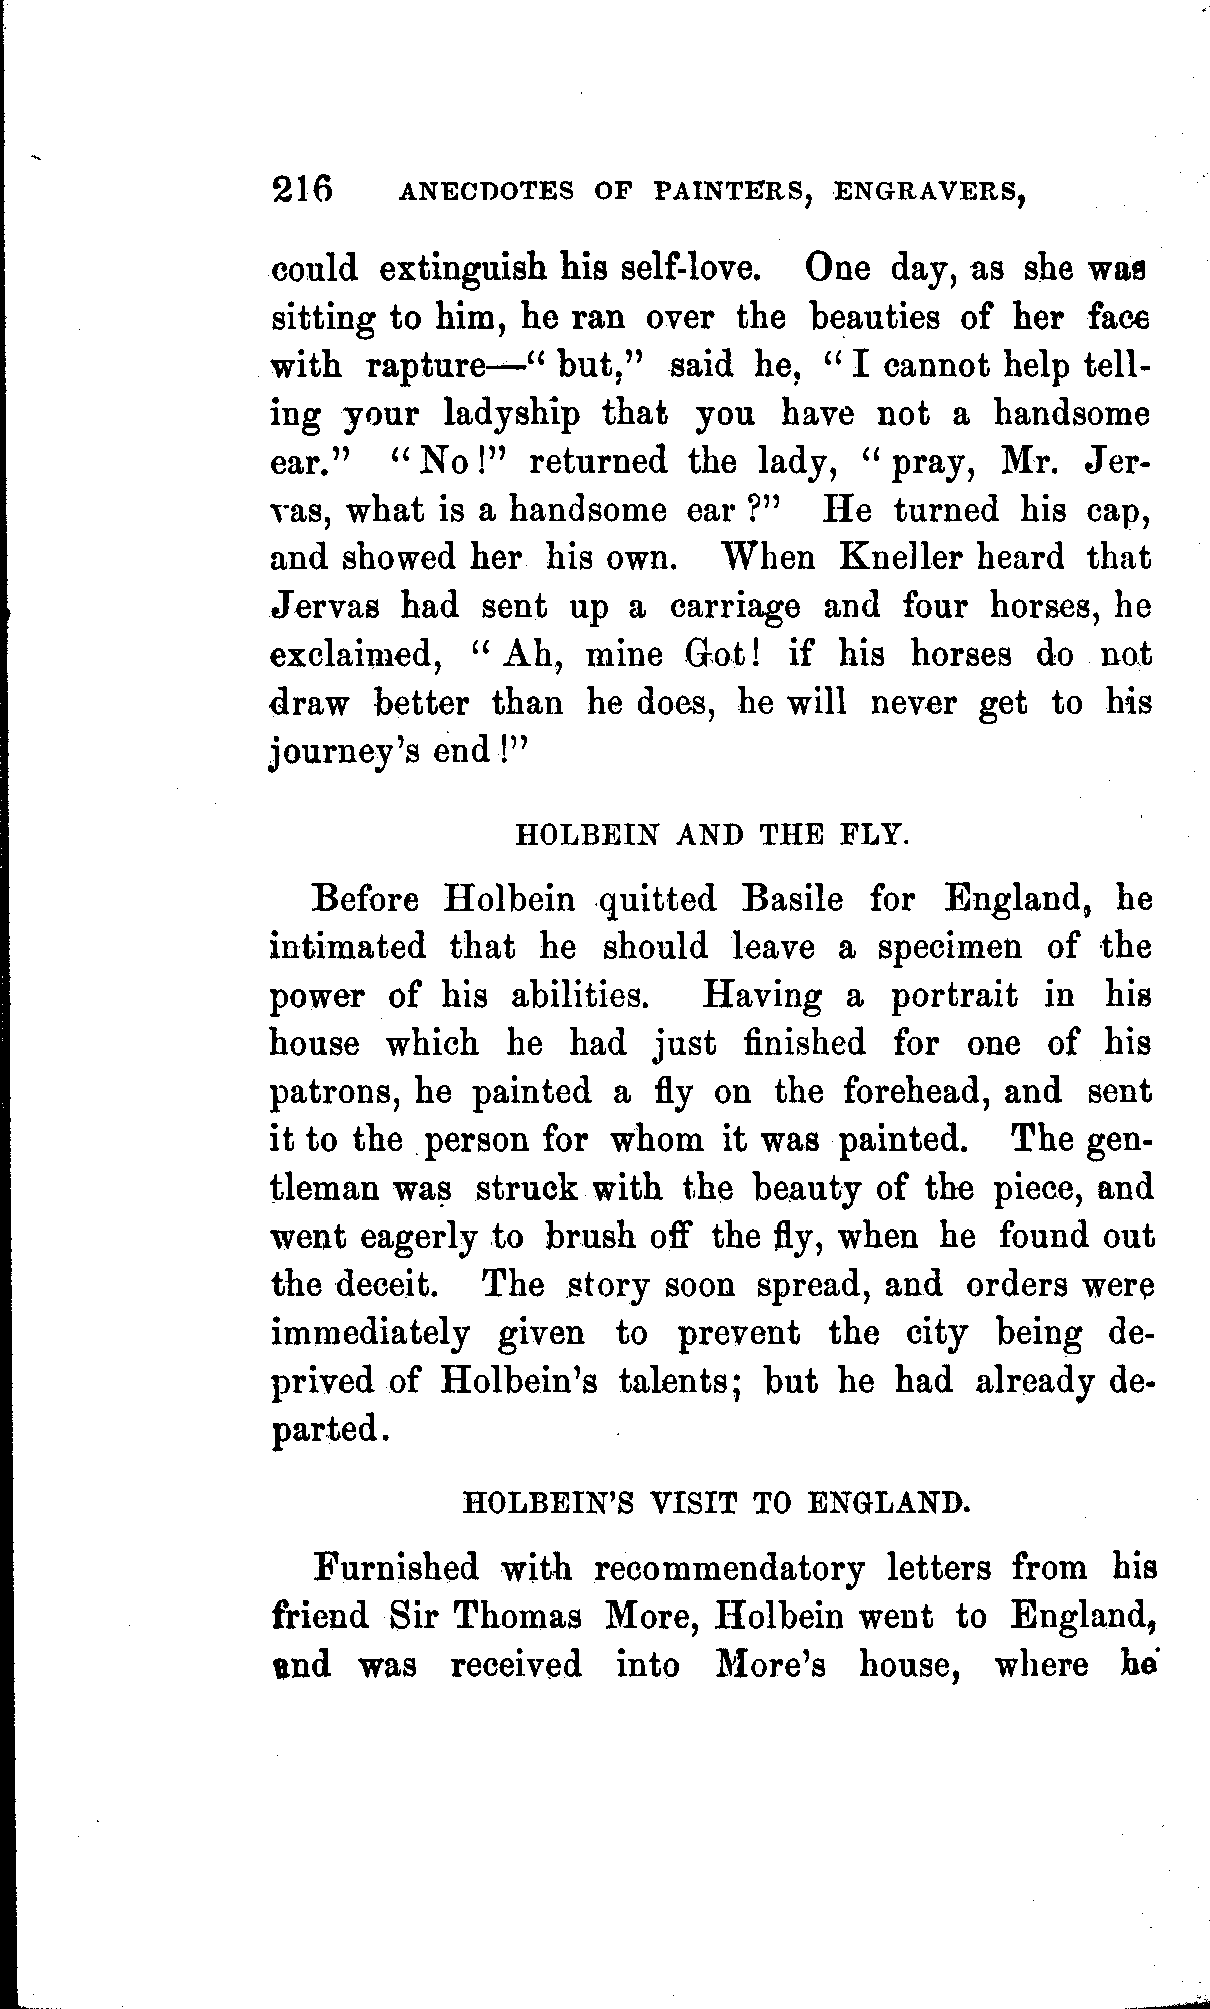 216 ANECDOTES OF PAINTERS, ENGRAVERS,
could extinguish his self-love. One day, as she was
sitting to him, he ran over the beauties of her face
with rapture—" but," said he, " I cannot help tell-
ing your ladyship that you have not a handsome
ear." " No !" returned the lady, " pray, Mr. Jer-
vas, what is a handsome ear ?" He turned his cap,
and showed her his own. When Kneller heard that
Jervas had sent up a carriage and four horses, he
exclaimed, " Ah, mine Got! if his horses do not
draw better than he does, he will never get to his
journey's end !"
HOLBEIN AND THE FLY.
Before Holbein quitted Basile for England, he
intimated that he should leave a specimen of the
power of his abilities. Having a portrait in his
house which he had just finished for one of his
patrons, he painted a fly on the forehead, and sent
it to the person for whom it was painted. The gen-
tleman was struck with the beauty of the piece, and
went eagerly to brush off the fly, when he found out
the deceit. The story soon spread, and orders were
immediately given to prevent the city being de-
prived of Holbein's talents; but he had already de-
parted.
HOLBEIN'S VISIT TO ENGLAND.
Furnished with recommendatory letters from his
friend Sir Thomas More, Holbein went to England,
and was received into More's house, where he